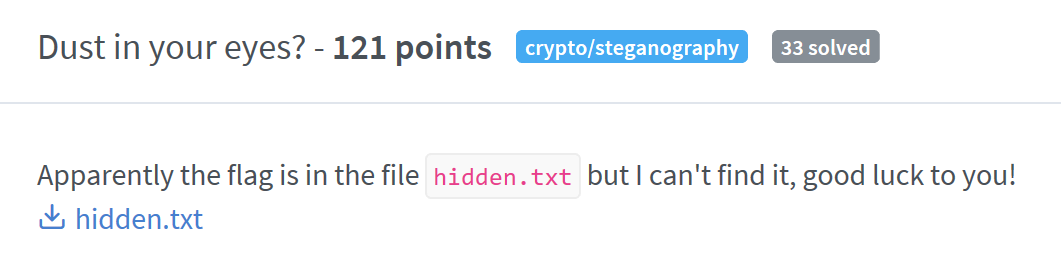 Dust in your eyes? - 121 points crypto/steganography 33 solved
Apparently the flag is in the file hidden.txt but I can't find it, good luck to you!
hidden.txt